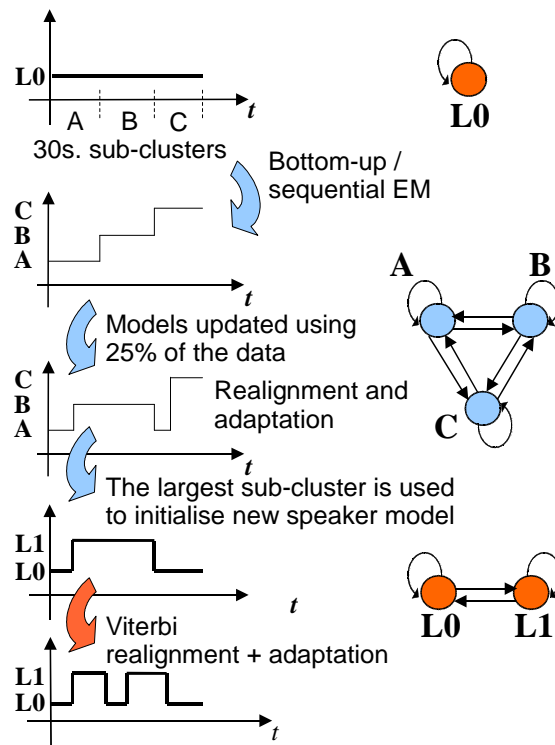 L0
t
A B C
30s. sub-clusters
L0
Bottom-up /
sequential EM
C
B
A
t
A B
C
Models updated using
25% of the data
C
B
A
Realignment and
adaptation
t
The largest sub-cluster is used
to initialise new speaker model
L1
L0
t
L0 L1
Viterbi
realignment + adaptation
L1
L0
t